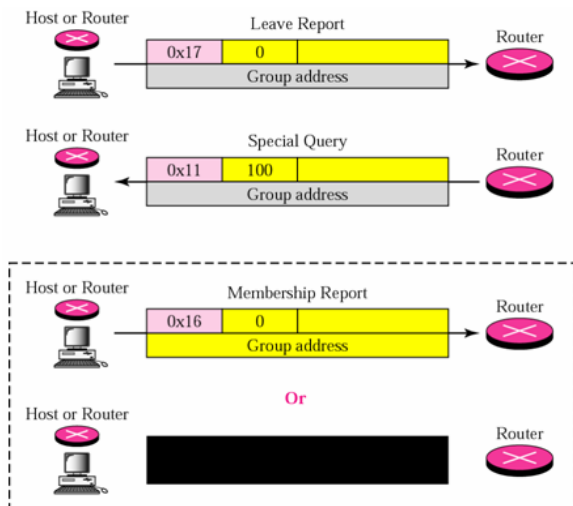 Leave Report
Host or Router
Router
0x17 0
Group address
Special Query
Host or Router
Router
0x11 100
Group address
Membership Report
Host or Router
Router
0x16 0
Group address
Or
Host or Router
Router